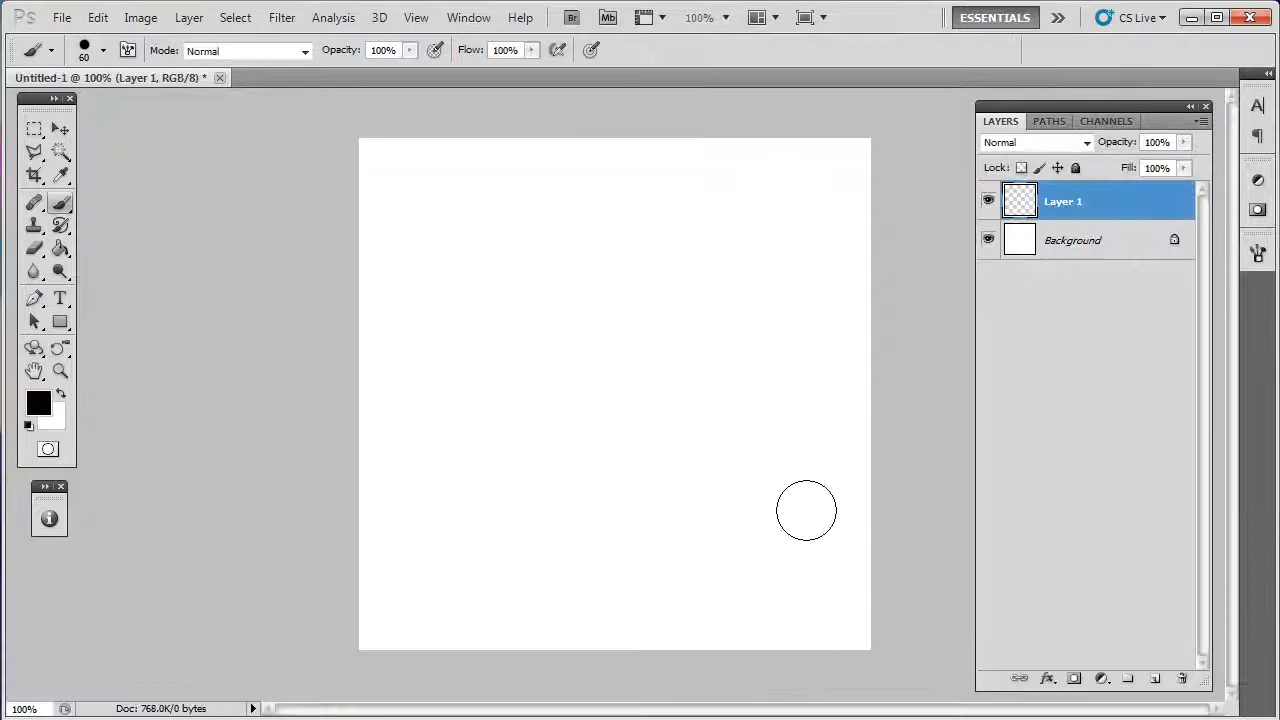 Ps File Edit Image Layer Select Filter Analysis 3D View Window Help Br Mb 100% ESSENTIALS CS Live
60 Mode: Normal Opacity: 100% Flow: 100%
Untitled-1 @ 100% (Layer 1, RGB/8) *
LAYERS PATHS CHANNELS
Normal Opacity: 100%
Lock: Fill: 100%
Layer 1
Background
T
A
fx
100% Doc: 768.0K/0 bytes